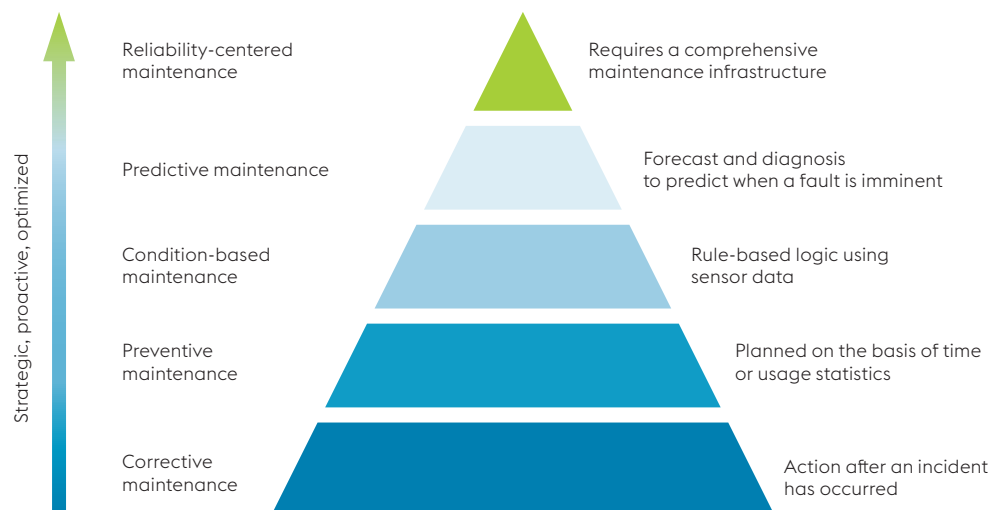 Reliability-centered
maintenance
Requires a comprehensive
maintenance infrastructure
Predictive maintenance
Forecast and diagnosis
to predict when a fault is imminent
Condition-based
maintenance
Rule-based logic using
sensor data
Preventive
maintenance
Planned on the basis of time
or usage statistics
Corrective
maintenance
Action after an incident
has occurred
Strategic, proactive, optimized